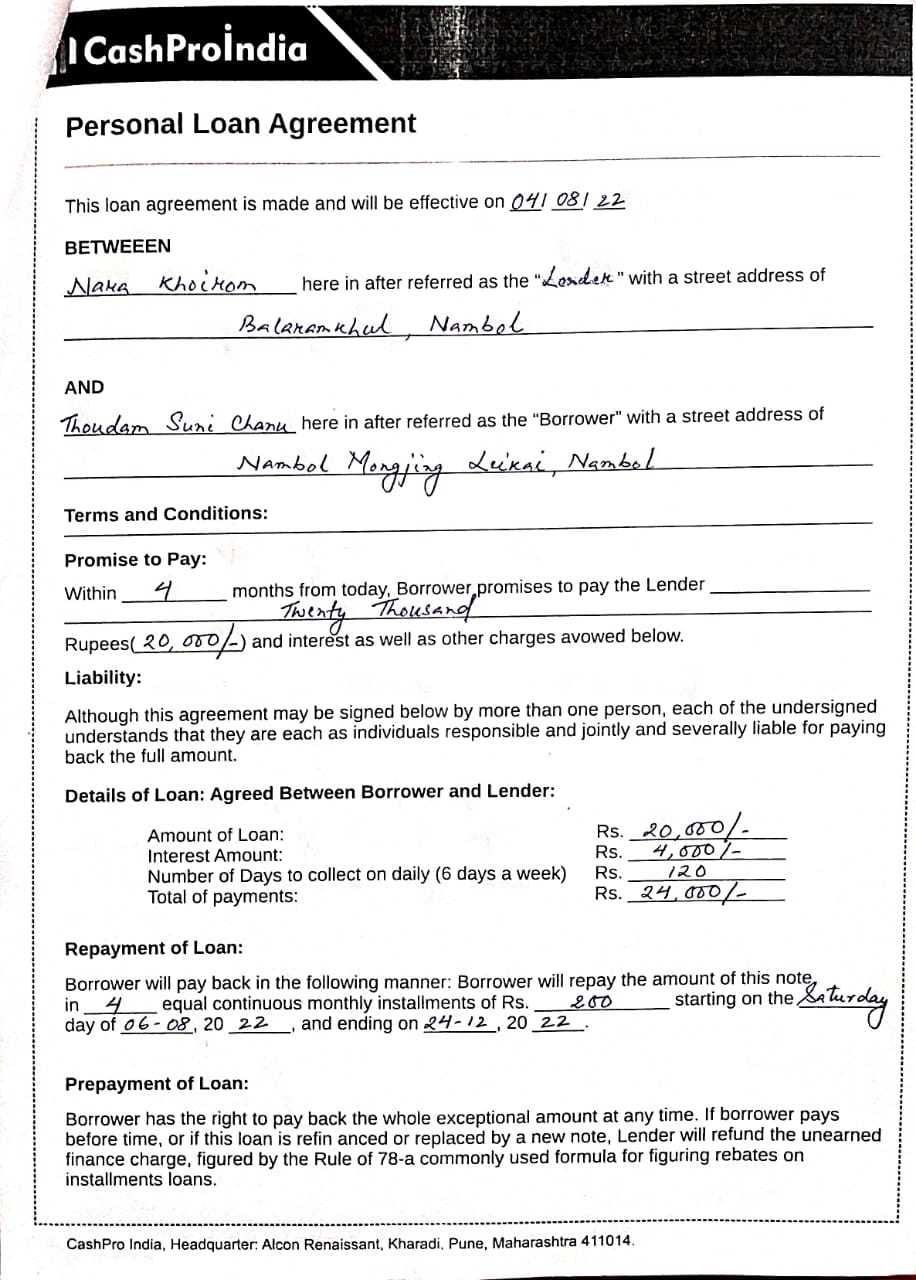 CashProİndia
Personal Loan Agreement
This loan agreement is made and will be effective on 04/ 08/ 22
BETWEEEN
Nara Khoirom here in after referred as the "Lender" with a street address of
Balaramkhul, Nambol
AND
Thoudam Suni Chanu here in after referred as the “Borrower” with a street address of
Nambol Mongjing Leikai, Nambol
Terms and Conditions:
Promise to Pay:
Within 4 months from today, Borrower promises to pay the Lender
Twenty Thousand
Rupees( 20,000/-) and interest as well as other charges avowed below.
Liability:
Although this agreement may be signed below by more than one person, each of the undersigned
understands that they are each as individuals responsible and jointly and severally liable for paying
back the full amount.
Details of Loan: Agreed Between Borrower and Lender:
Amount of Loan: Rs. 20,000/-
Interest Amount: Rs. 4,000/-
Number of Days to collect on daily (6 days a week) Rs. 120
Total of payments: Rs. 24,000/-
Repayment of Loan:
Borrower will pay back in the following manner: Borrower will repay the amount of this note
in 4 equal continuous monthly installments of Rs. 200 starting on the Saturday
day of 06-08, 20 22, and ending on 24-12, 20 22.
Prepayment of Loan:
Borrower has the right to pay back the whole exceptional amount at any time. If borrower pays
before time, or if this loan is refin anced or replaced by a new note, Lender will refund the unearned
finance charge, figured by the Rule of 78-a commonly used formula for figuring rebates on
installments loans.
CashPro India, Headquarter: Alcon Renaissant, Kharadi, Pune, Maharashtra 411014.